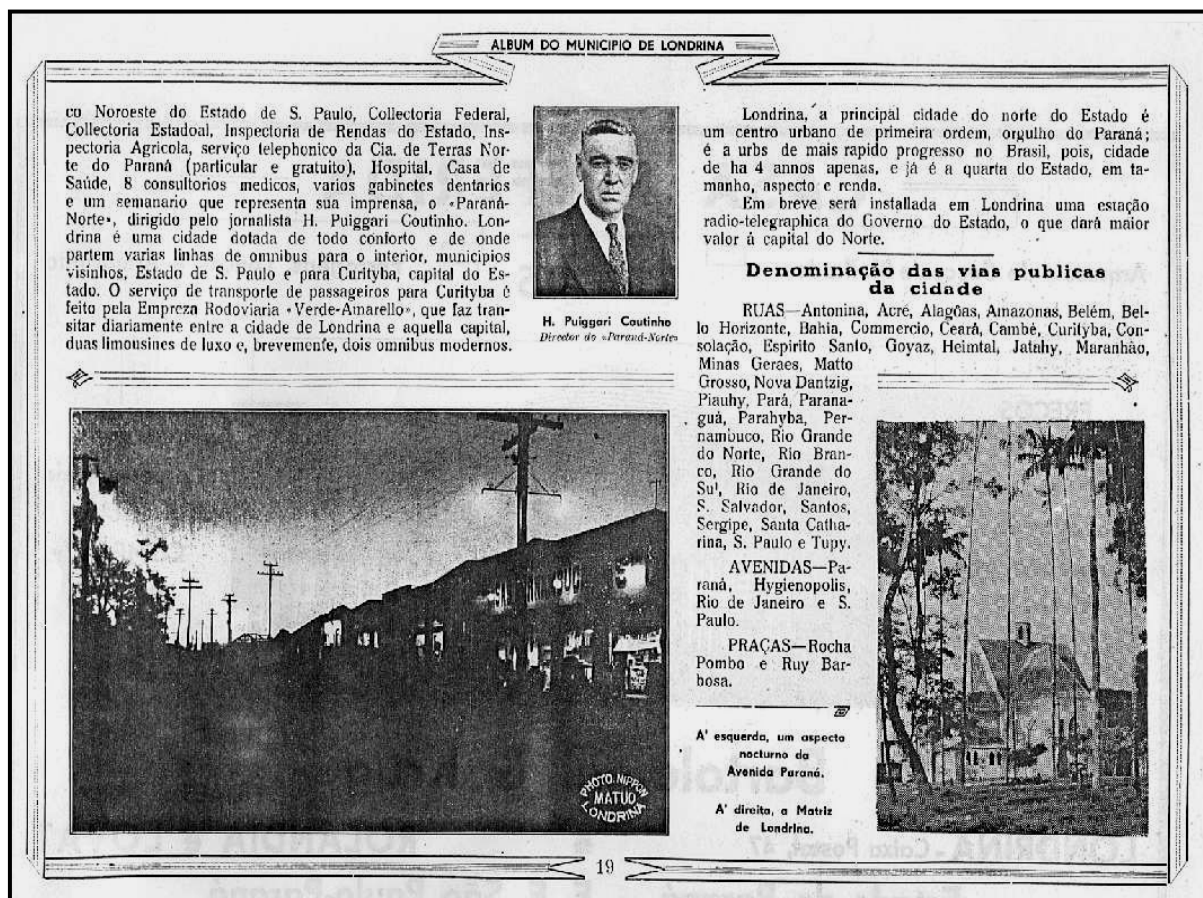 ALBUM DO MUNICIPIO DE LONDRINA
co Noroeste do Estado de S. Paulo, Collectoria Federal,
Collectoria Estadoal, Inspectoria de Rendas do Estado, Ins-
pectoria Agricola, serviço telephonico da Cia. de Terras Nor-
te do Paraná (particular e gratuito), Hospital, Casa de
Saúde, 8 consultorios medicos, varios gabinetes dentarios
e um semanario que representa sua imprensa, o «Paraná-
Norte», dirigido pelo jornalista H. Puiggari Coutinho. Lon-
drina é uma cidade dotada de todo conforto e de onde
partem varias linhas de omnibus para o interior, municipios
visinhos, Estado de S. Paulo e para Curityba, capital do Es-
tado. O serviço de transporte de passageiros para Curityba é
feito pela Empreza Rodoviaria «Verde-Amarello», que faz tran-
sitar diariamente entre a cidade de Londrina e aquella capital,
duas limousines de luxo e, brevemente, dois omnibus modernos.
H. Puiggari Coutinho
Director do «Paraná-Norte»
Londrina, a principal cidade do norte do Estado é
um centro urbano de primeira ordem, orgulho do Paraná;
é a urbs de mais rapido progresso no Brasil, pois, cidade
de ha 4 annos apenas, e já é a quarta do Estado, em ta-
manho, aspecto e renda.
Em breve será installada em Londrina uma estação
radio-telegraphica do Governo do Estado, o que dará maior
valor á capital do Norte.
Denominação das vias publicas
da cidade
RUAS—Antonina, Acre, Alagôas, Amazonas, Belém, Bel-
lo Horizonte, Bahia, Commercio, Ceará, Cambé, Curityba, Con-
solação, Espirito Santo, Goyaz, Heimtal, Jatahy, Maranhão,
Minas Geraes, Matto
Grosso, Nova Dantzig,
Piauhy, Pará, Parana-
guá, Parahyba, Per-
nambuco, Rio Grande
do Norte, Rio Bran-
co, Rio Grande do
Sul, Rio de Janeiro,
S. Salvador, Santos,
Sergipe, Santa Catha-
rina, S. Paulo e Tupy.
AVENIDAS—Pa-
raná, Hygienopolis,
Rio de Janeiro e S.
Paulo.
PRAÇAS—Rocha
Pombo e Ruy Bar-
bosa.
A' esquerda, um aspecto
nocturno da
Avenida Paraná.
A' direita, a Matriz
de Londrina.
PHOTO. NIPPON
MATUO
LONDRINA
19